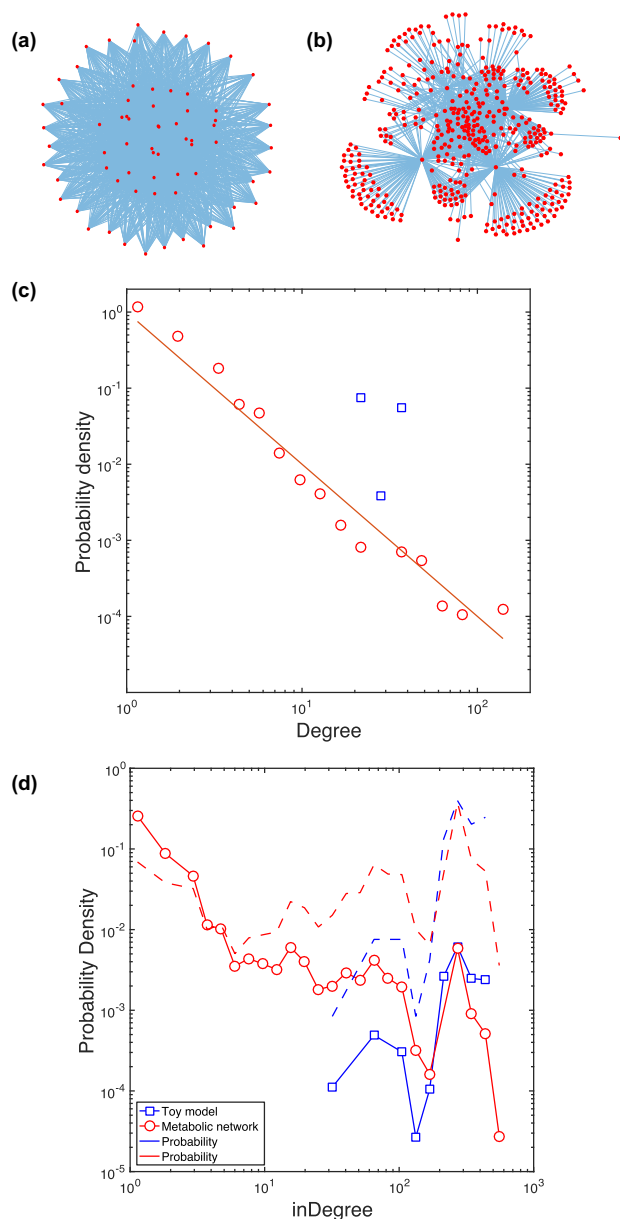 (a)
(b)
(c)
10^0
10^-1
10^-2
10^-3
10^-4
Probability density
10^0
10^1
10^2
Degree
(d)
10^0
10^-1
10^-2
10^-3
10^-4
10^-5
Probability Density
Toy model
Metabolic network
Probability
Probability
10^0
10^1
10^2
10^3
inDegree